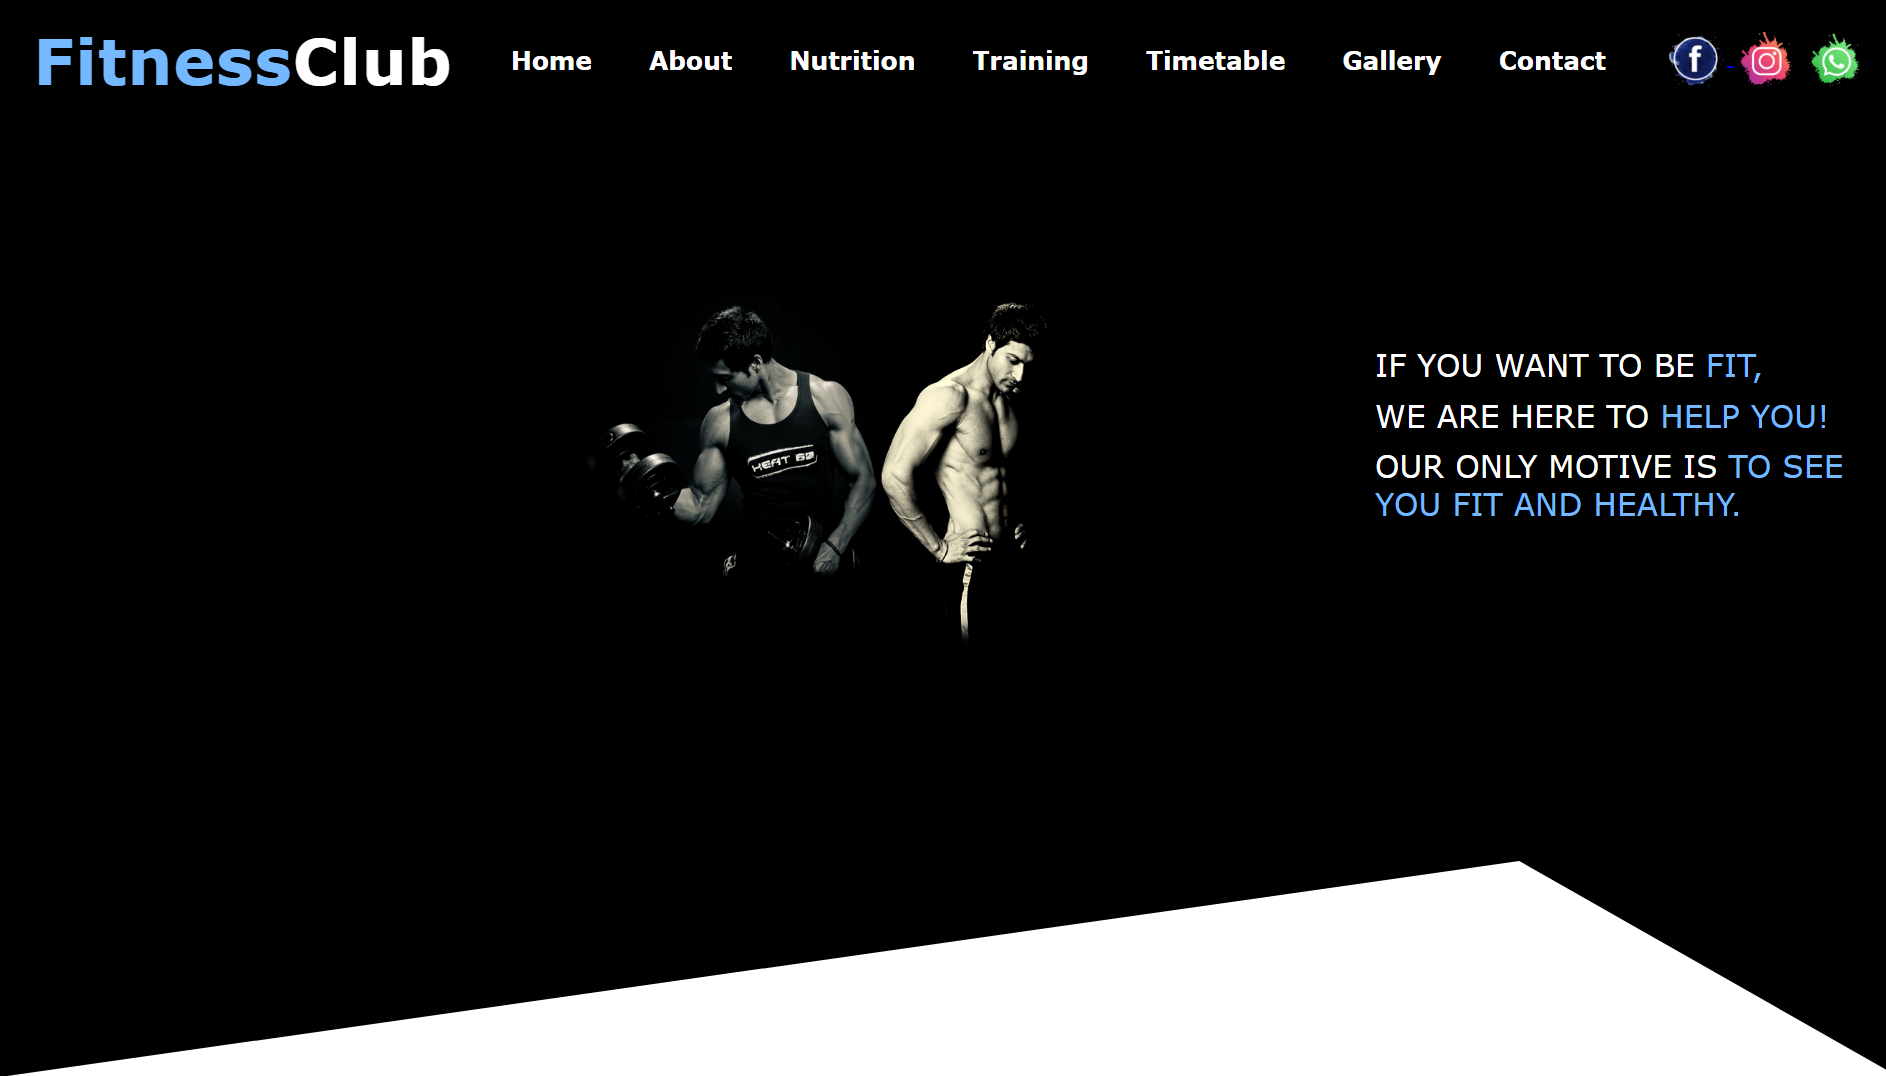 FitnessClub Home About Nutrition Training Timetable Gallery Contact
HEAT 60
IF YOU WANT TO BE FIT,
WE ARE HERE TO HELP YOU!
OUR ONLY MOTIVE IS TO SEE
YOU FIT AND HEALTHY.